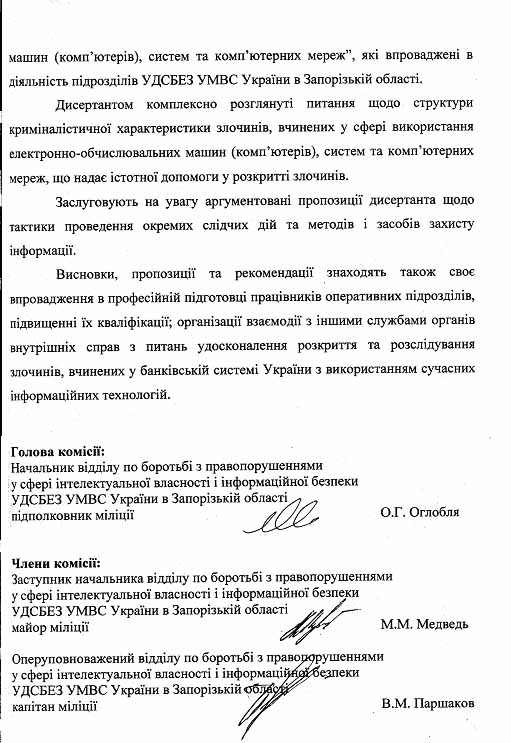 машин (комп’ютерів), систем та комп’ютерних мереж”, які впроваджені в
діяльність підрозділів УДСБЕЗ УМВС України в Запорізькій області.
Дисертантом комплексно розглянуті питання щодо структури
криміналістичної характеристики злочинів, вчинених у сфері використання
електронно-обчислювальних машин (комп’ютерів), систем та комп’ютерних
мереж, що надає істотної допомоги у розкритті злочинів.
Заслуговують на увагу аргументовані пропозиції дисертанта щодо
тактики проведення окремих слідчих дій та методів і засобів захисту
інформації.
Висновки, пропозиції та рекомендації знаходять також своє
впровадження в професійній підготовці працівників оперативних підрозділів,
підвищенні їх кваліфікації; організації взаємодії з іншими службами органів
внутрішніх справ з питань удосконалення розкриття та розслідування
злочинів, вчинених у банківській системі України з використанням сучасних
інформаційних технологій.
Голова комісії:
Начальник відділу по боротьбі з правопорушеннями
у сфері інтелектуальної власності і інформаційної безпеки
УДСБЕЗ УМВС України в Запорізькій області
підполковник міліції О.Г. Оглобля
Члени комісії:
Заступник начальника відділу по боротьбі з правопорушеннями
у сфері інтелектуальної власності і інформаційної безпеки
УДСБЕЗ УМВС України в Запорізькій області
майор міліції М.М. Медведь
Оперуповноважений відділу по боротьбі з правопорушеннями
у сфері інтелектуальної власності і інформаційної безпеки
УДСБЕЗ УМВС України в Запорізькій області
капітан міліції В.М. Паршаков